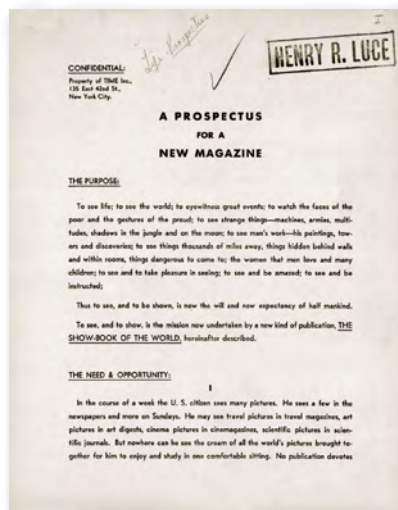 I
Life Prospectus
HENRY R. LUCE
CONFIDENTIAL:
Property of TIME Inc.,
135 East 42nd St.,
New York City.
A PROSPECTUS
FOR A
NEW MAGAZINE
THE PURPOSE:
To see life; to see the world; to eyewitness great events; to watch the faces of the
poor and the gestures of the proud; to see strange things—machines, armies, multi-
tudes, shadows in the jungle and on the moon; to see man's work—his paintings, tow-
ers and discoveries; to see things thousands of miles away, things hidden behind walls
and within rooms, things dangerous to come to; the women that men love and many
children; to see and to take pleasure in seeing; to see and be amazed; to see and be
instructed;
Thus to see, and to be shown, is now the will and new expectancy of half mankind.
To see, and to show, is the mission now undertaken by a new kind of publication, THE
SHOW-BOOK OF THE WORLD, hereinafter described.
THE NEED & OPPORTUNITY:
I
In the course of a week the U. S. citizen sees many pictures. He sees a few in the
newspapers and more on Sundays. He may see travel pictures in travel magazines, art
pictures in art digests, cinema pictures in cinemagazines, scientific pictures in scien-
tific journals. But nowhere can he see the cream of all the world's pictures brought to-
gether for him to enjoy and study in one comfortable sitting. No publication devotes